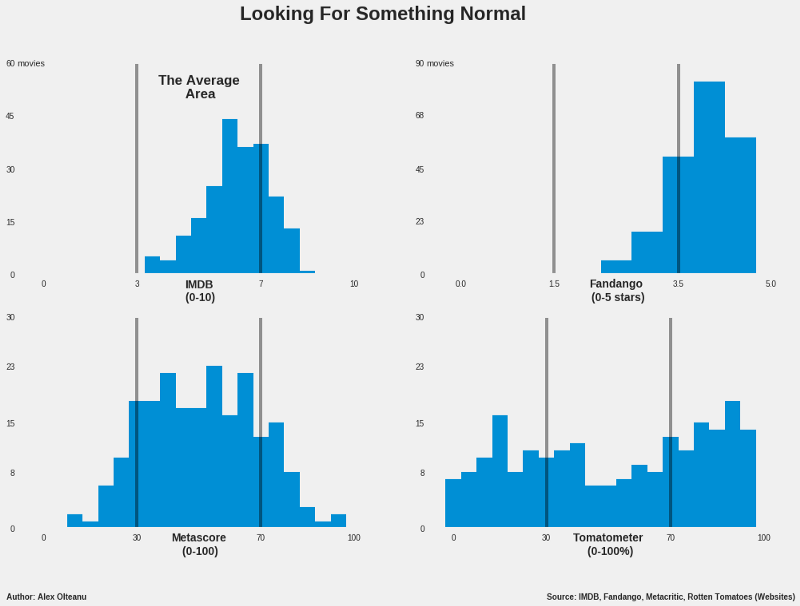 Looking For Something Normal
60 movies
The Average
Area
45
30
15
0
0 3 7 10
IMDB
(0-10)
90 movies
68
45
23
0
0.0 1.5 3.5 5.0
Fandango
(0-5 stars)
30
23
15
8
0
0 30 70 100
Metascore
(0-100)
30
23
15
8
0
0 30 70 100
Tomatometer
(0-100%)
Author: Alex Olteanu
Source: IMDB, Fandango, Metacritic, Rotten Tomatoes (Websites)